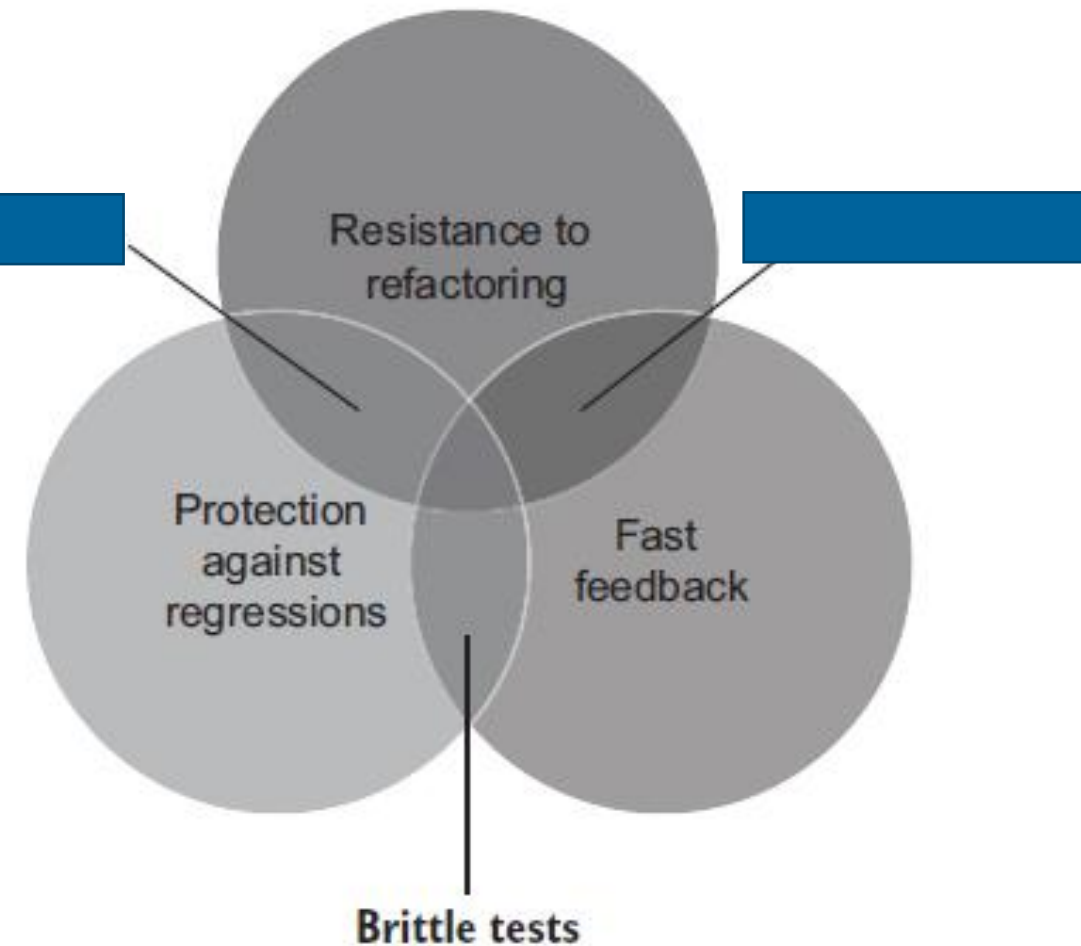 Resistance to
refactoring
Protection
against
regressions
Fast
feedback
Brittle tests